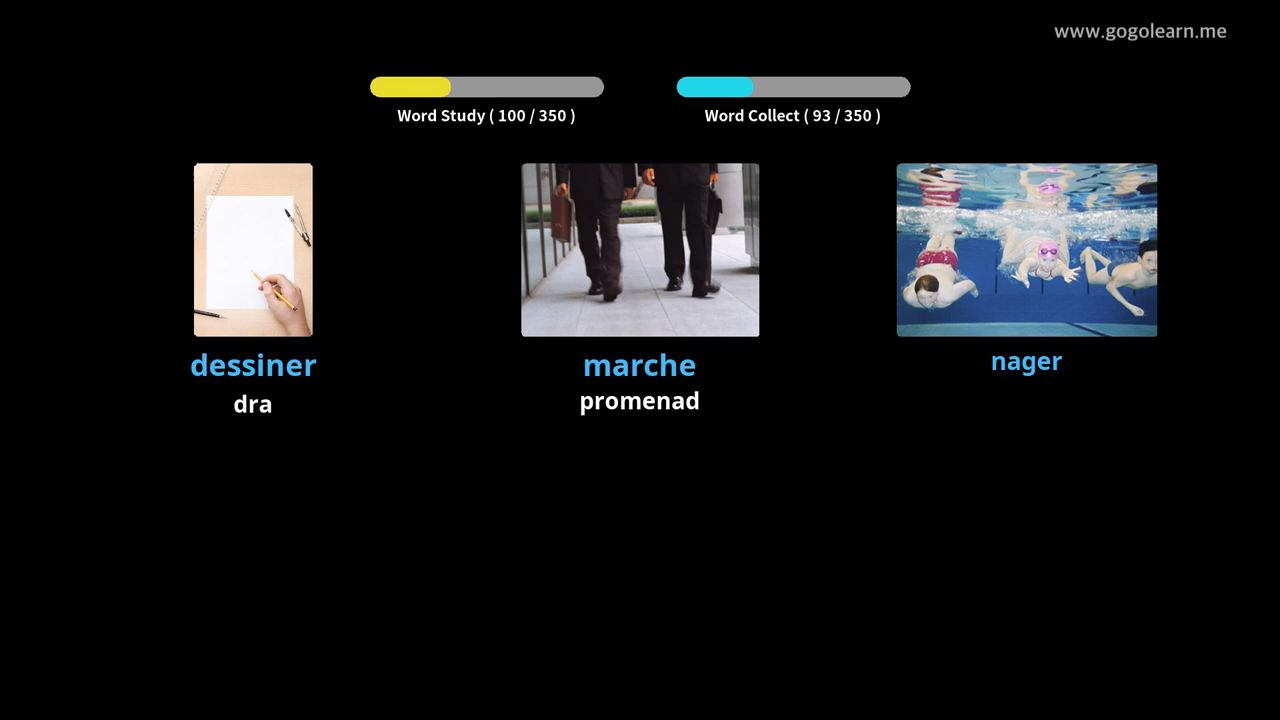 www.gogolearn.me
Word Study ( 100 / 350 )
Word Collect ( 93 / 350 )
dessiner
dra
marche
promenad
nager